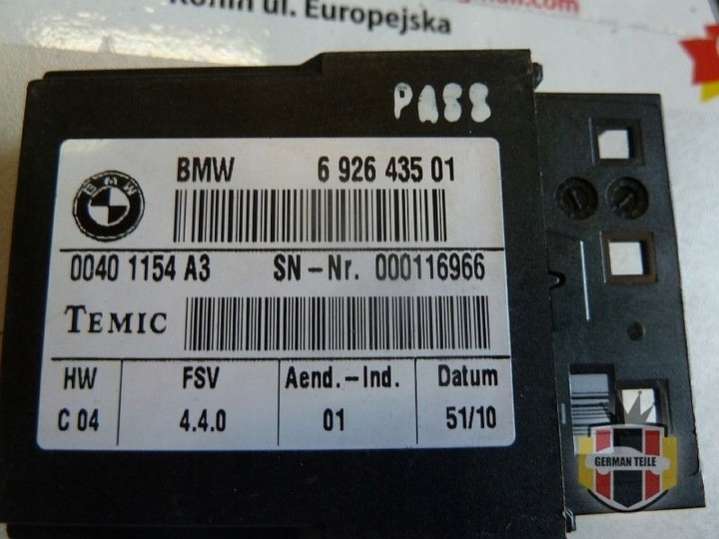 Konin ul. Europejska
PASS
BMW 6 926 435 01
BMW
0040 1154 A3 SN-Nr. 000116966
TEMIC
HW FSV Aend.-Ind. Datum
C 04 4.4.0 01 51/10
GERMAN TEILE